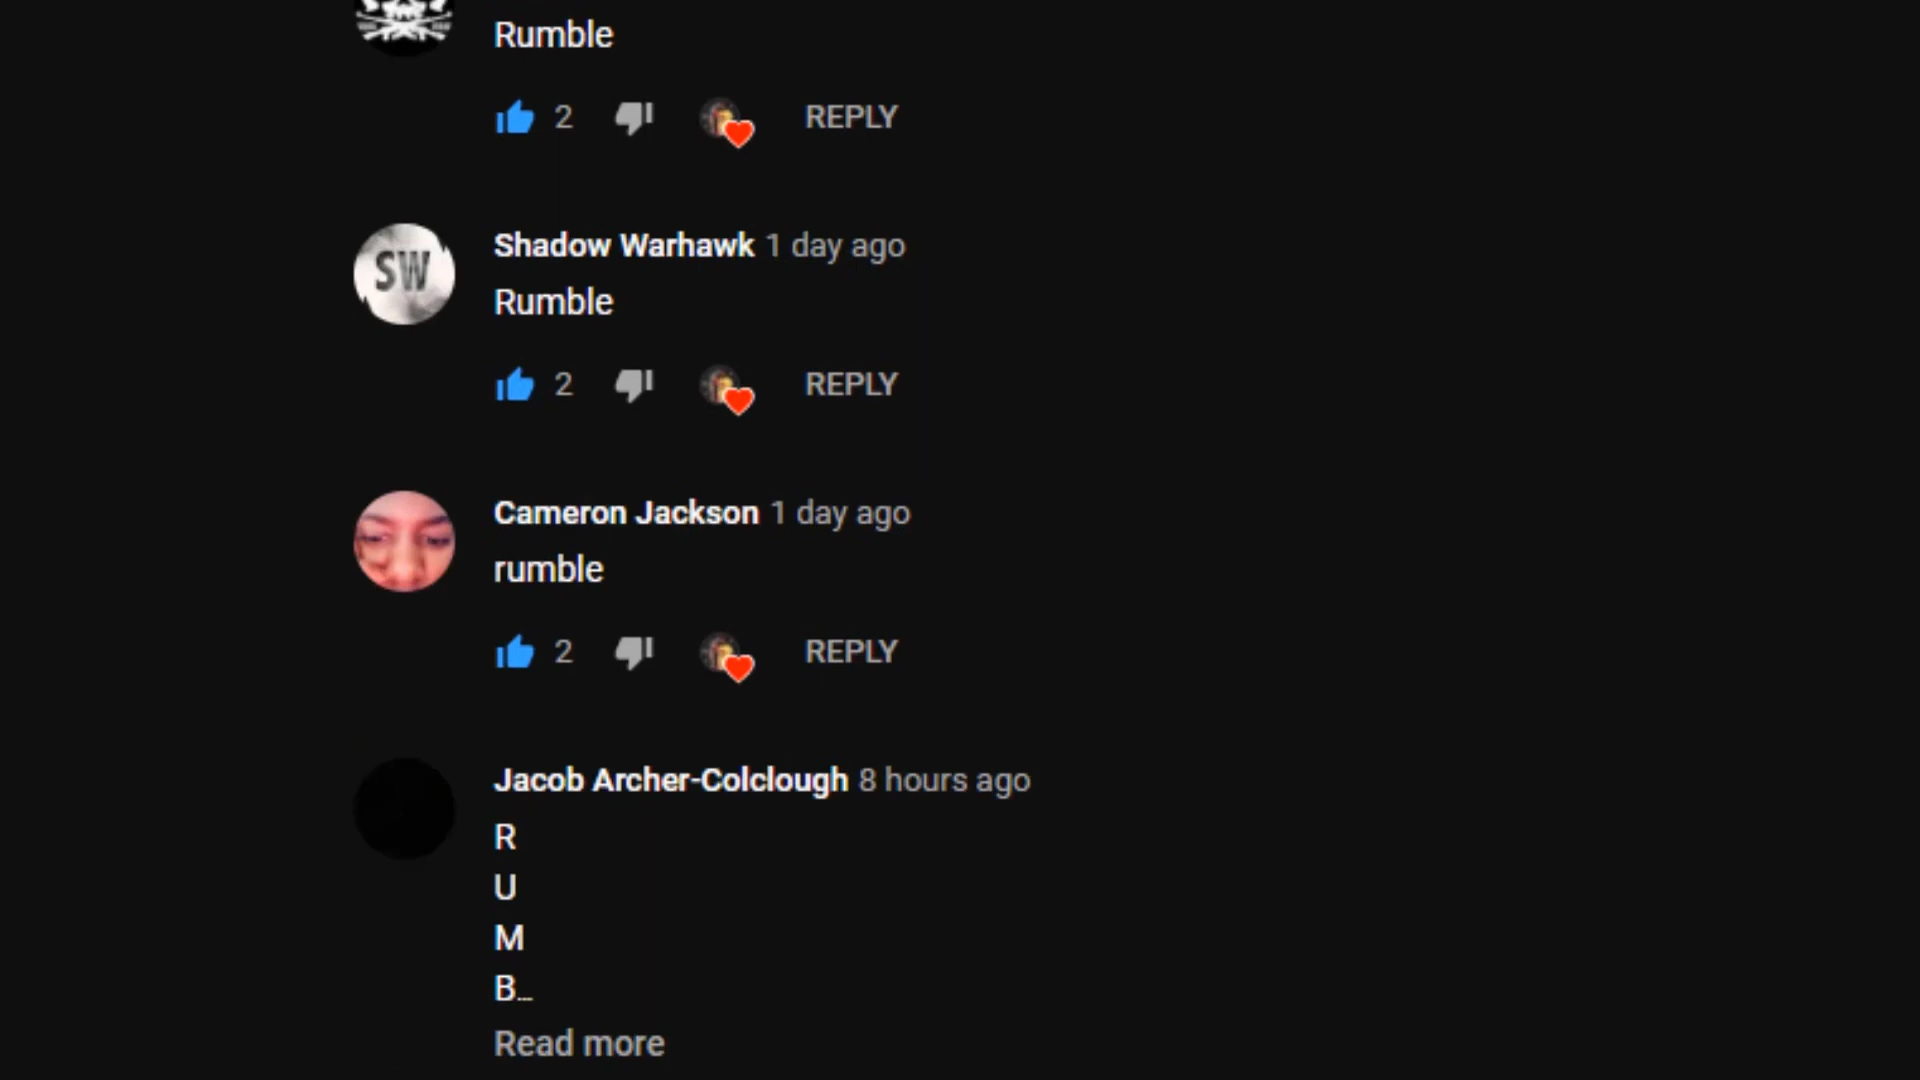 Rumble
2 REPLY
SW
Shadow Warhawk 1 day ago
Rumble
2 REPLY
Cameron Jackson 1 day ago
rumble
2 REPLY
Jacob Archer-Colclough 8 hours ago
R
U
M
B...
Read more